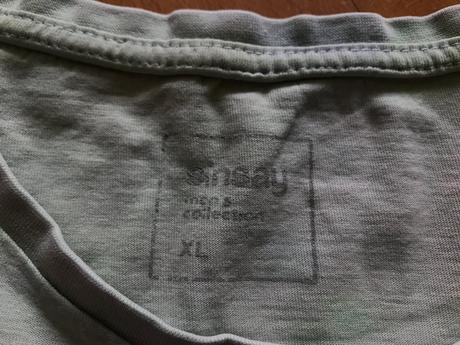 sinsay
men's
collection
XL